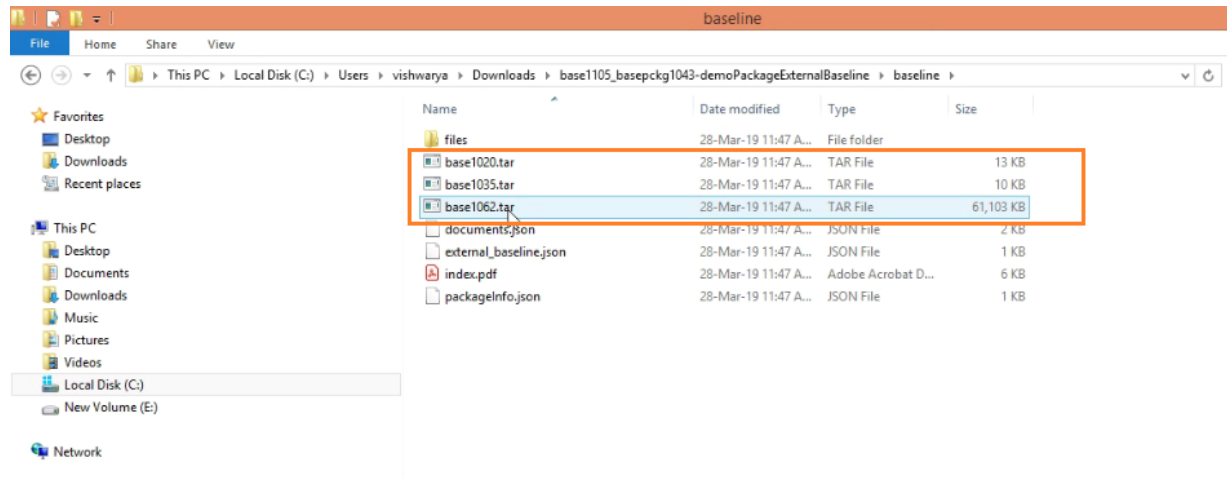 baseline
File Home Share View
This PC Local Disk (C:) Users vishwarya Downloads base1105_basepckg1043-demoPackageExternalBaseline baseline
Favorites
Desktop
Downloads
Recent places
This PC
Desktop
Documents
Downloads
Music
Pictures
Videos
Local Disk (C:)
New Volume (E:)
Network
Name Date modified Type Size
files 28-Mar-19 11:47 A... File folder
base1020.tar 28-Mar-19 11:47 A... TAR File 13 KB
base1035.tar 28-Mar-19 11:47 A... TAR File 10 KB
base1062.tar 28-Mar-19 11:47 A... TAR File 61,103 KB
documents.json 28-Mar-19 11:47 A... JSON File 2 KB
external_baseline.json 28-Mar-19 11:47 A... JSON File 1 KB
index.pdf 28-Mar-19 11:47 A... Adobe Acrobat D... 6 KB
packageInfo.json 28-Mar-19 11:47 A... JSON File 1 KB